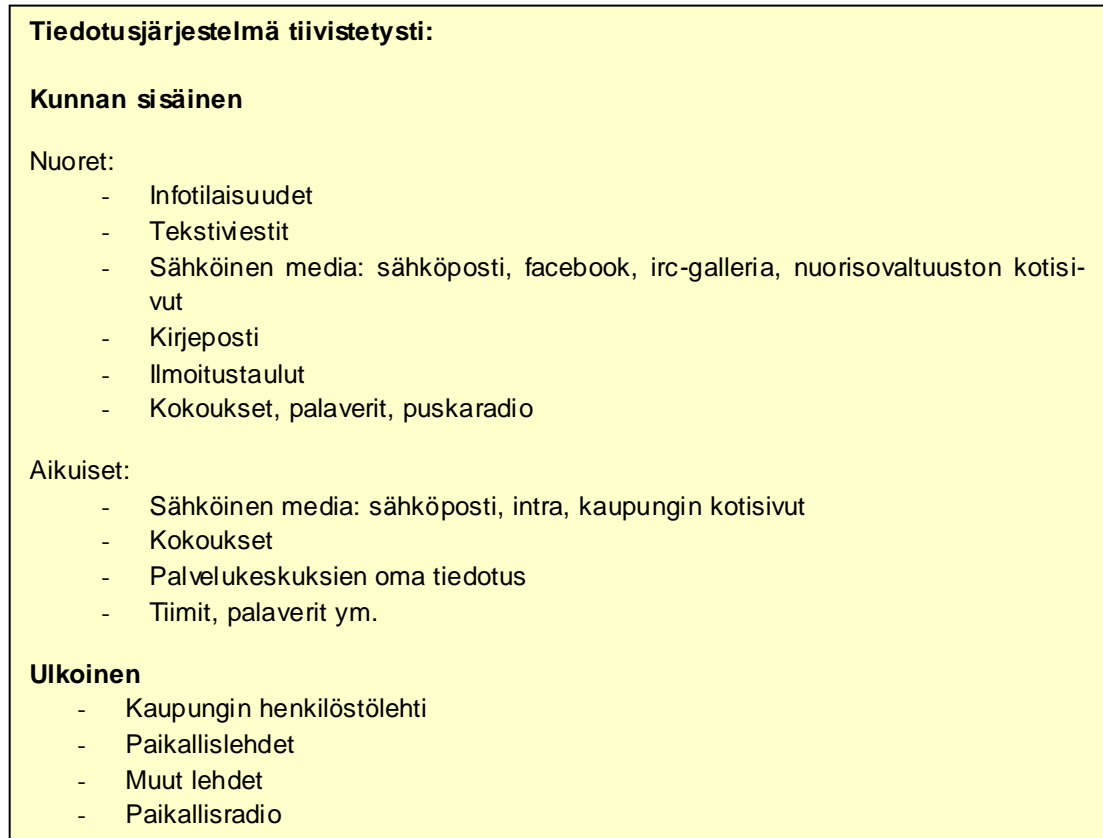 Tiedotusjärjestelmä tiivistetysti:
Kunnan sisäinen
Nuoret:
- Infotilaisuudet
- Tekstiviestit
- Sähköinen media: sähköposti, facebook, irc-galleria, nuorisovaltuuston kotisi-
vut
- Kirjeposti
- Ilmoitustaulut
- Kokoukset, palaverit, puskaradio
Aikuiset:
- Sähköinen media: sähköposti, intra, kaupungin kotisivut
- Kokoukset
- Palvelukeskuksien oma tiedotus
- Tiimit, palaverit ym.
Ulkoinen
- Kaupungin henkilöstölehti
- Paikallislehdet
- Muut lehdet
- Paikallisradio